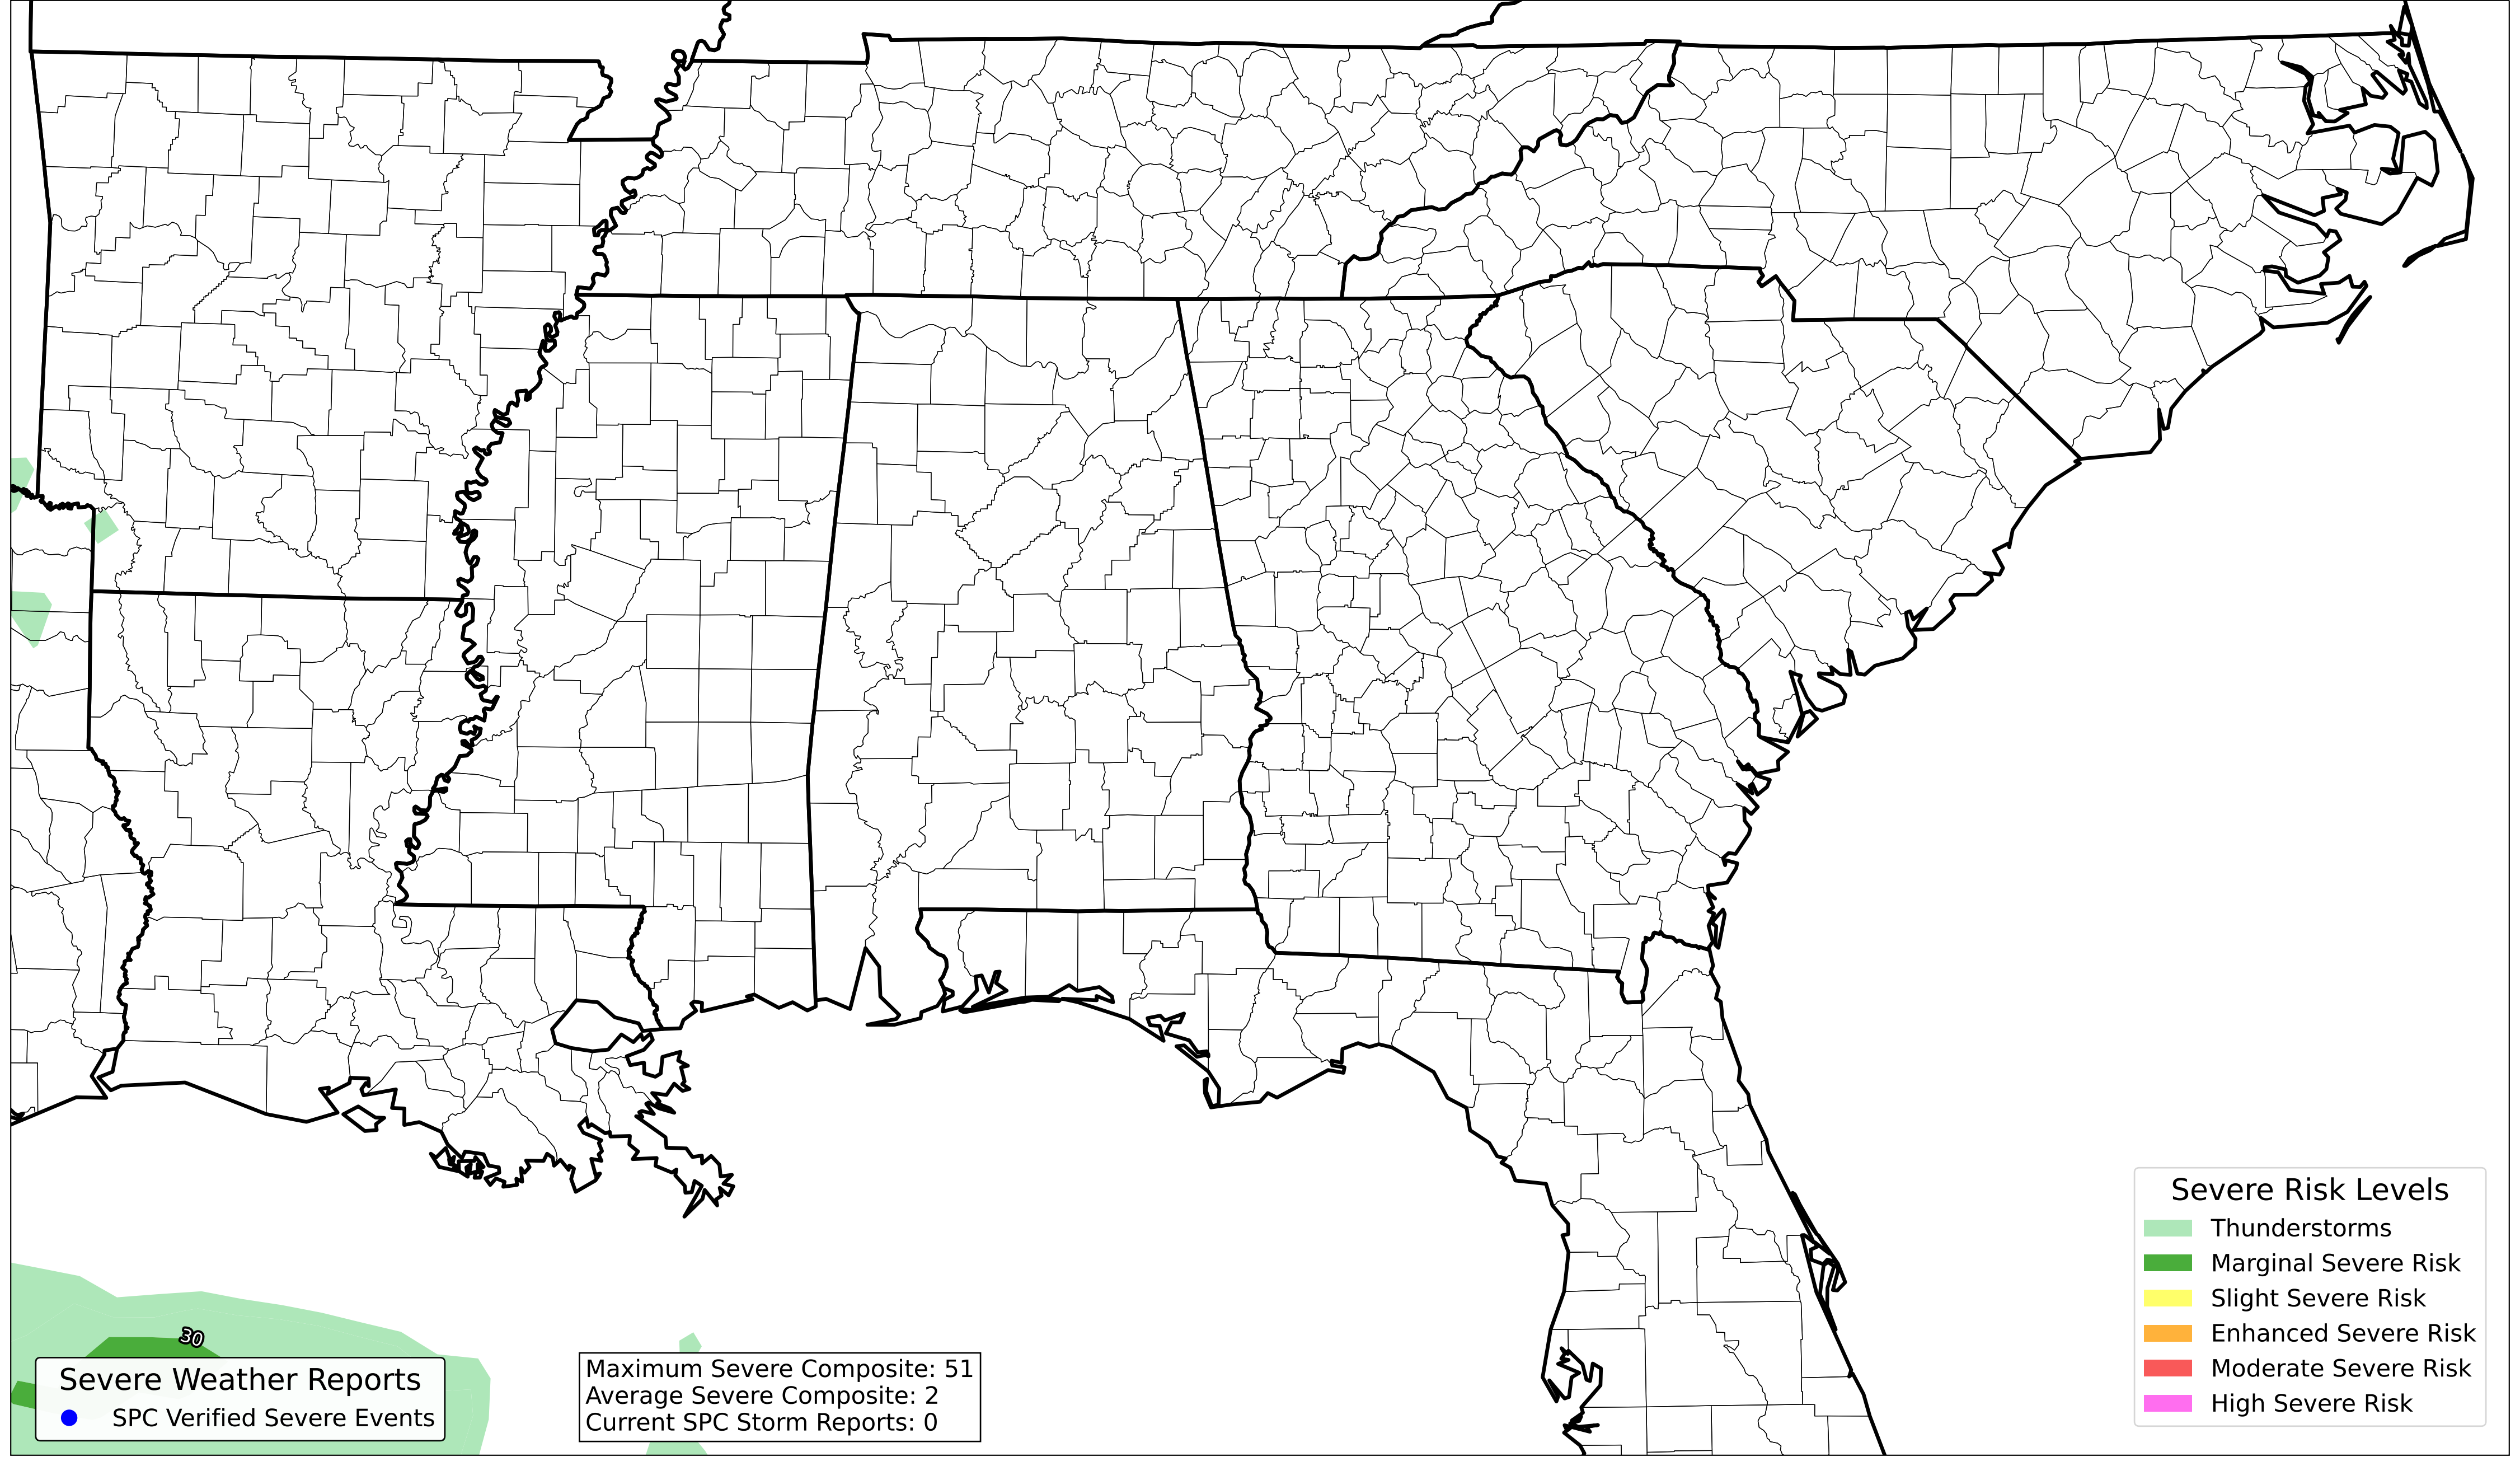 Severe Risk Levels
Thunderstorms
Marginal Severe Risk
Slight Severe Risk
Enhanced Severe Risk
Moderate Severe Risk
High Severe Risk
30
Severe Weather Reports
SPC Verified Severe Events
Maximum Severe Composite: 51
Average Severe Composite: 2
Current SPC Storm Reports: 0